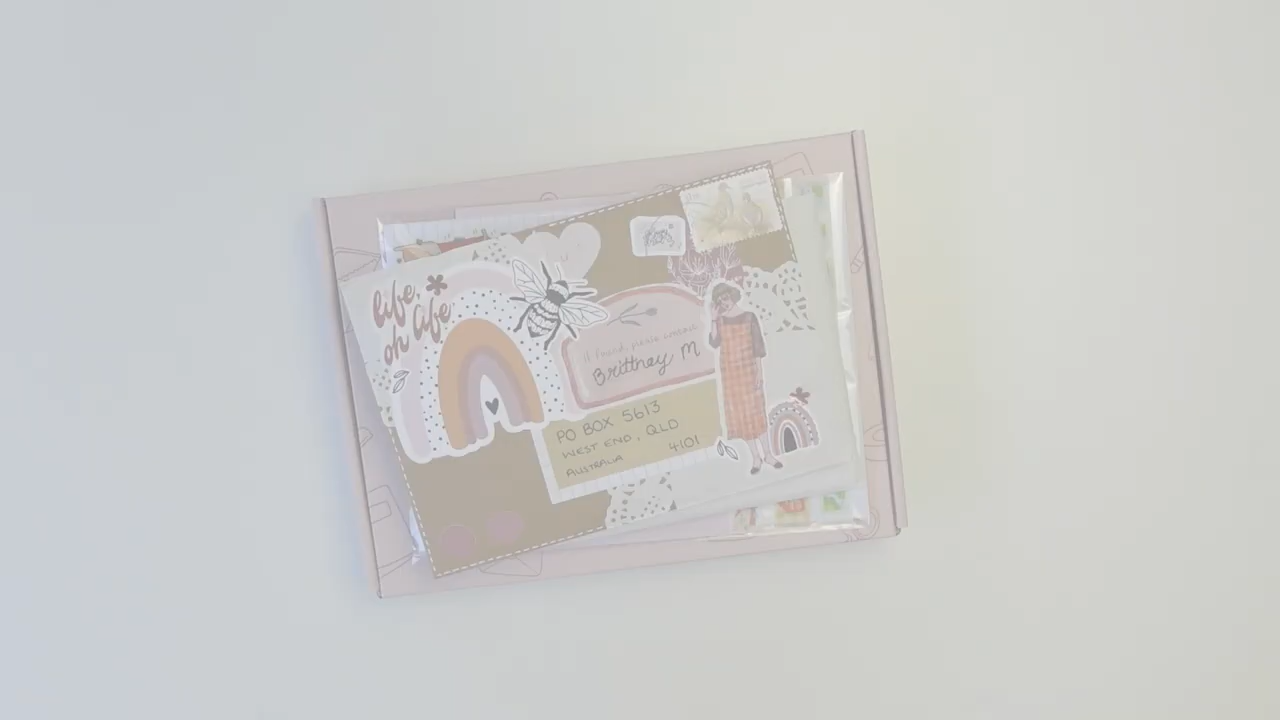 life,
oh life
if found, please contact
Brittney M
PO BOX 5613
WEST END, QLD
AUSTRALIA 4101